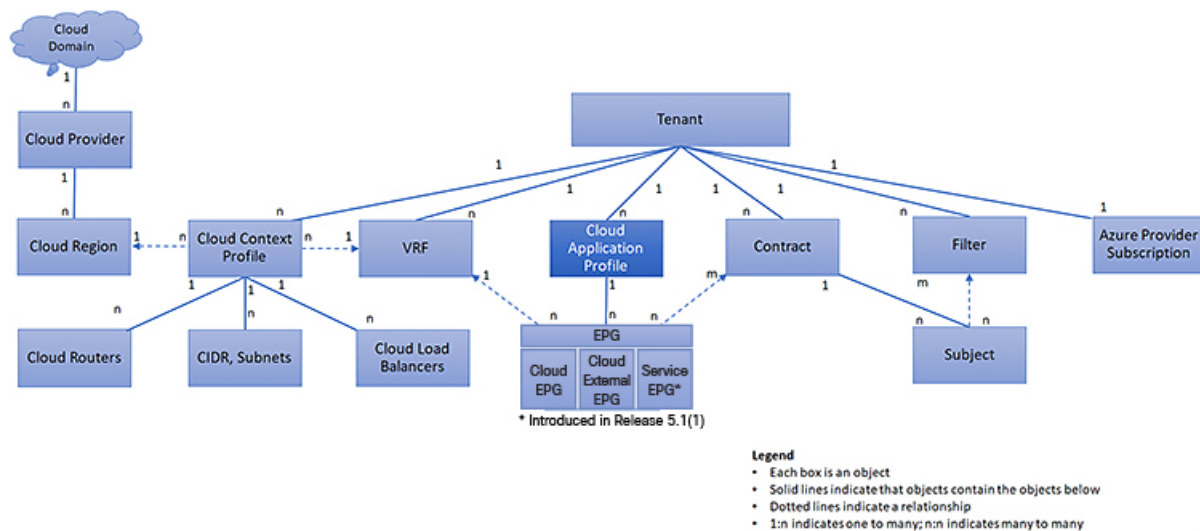 Cloud
Domain
1
n
Cloud Provider
Tenant
1
n
1
1
1
1
1
1
n
n
n
n
n
1
Cloud Region
1
n
Cloud Context
Profile
n
1
VRF
Cloud
Application
Profile
Contract
Filter
Azure Provider
Subscription
1
1
1
1
1
m
1
m
n
n
n
n
n
n
n
n
Cloud Routers
CIDR, Subnets
Cloud Load
Balancers
EPG
Subject
Cloud
EPG
Cloud
External
EPG
Service
EPG*
* Introduced in Release 5.1(1)
Legend
• Each box is an object
• Solid lines indicate that objects contain the objects below
• Dotted lines indicate a relationship
• 1:n indicates one to many; n:n indicates many to many